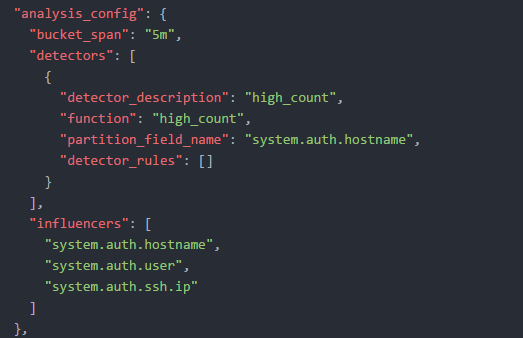 "analysis_config": {
"bucket_span": "5m",
"detectors": [
{
"detector_description": "high_count",
"function": "high_count",
"partition_field_name": "system.auth.hostname",
"detector_rules": []
}
],
"influencers": [
"system.auth.hostname",
"system.auth.user",
"system.auth.ssh.ip"
]
},